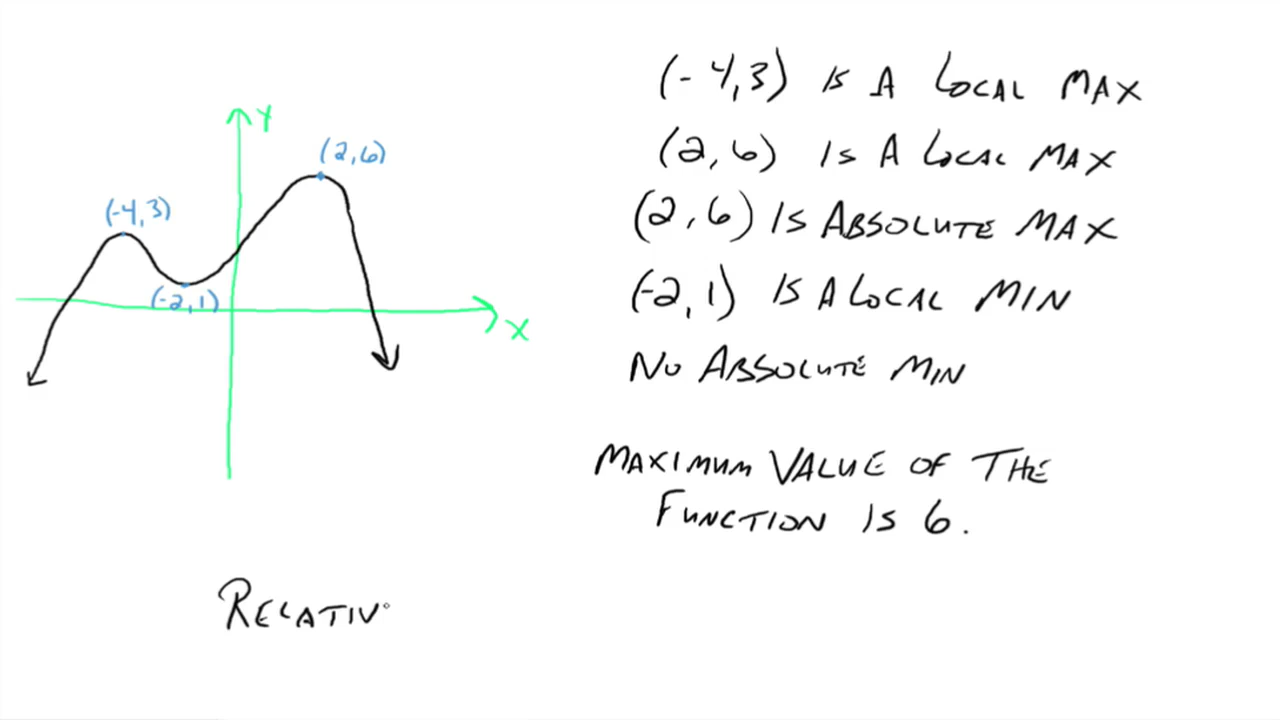 Y
(2,6)
(-4,3)
(-2,1)
X
(-4,3) IS A LOCAL MAX
(2,6) IS A LOCAL MAX
(2,6) IS ABSOLUTE MAX
(-2,1) IS A LOCAL MIN
NO ABSOLUTE MIN
MAXIMUM VALUE OF THE
FUNCTION IS 6.
RELATIV